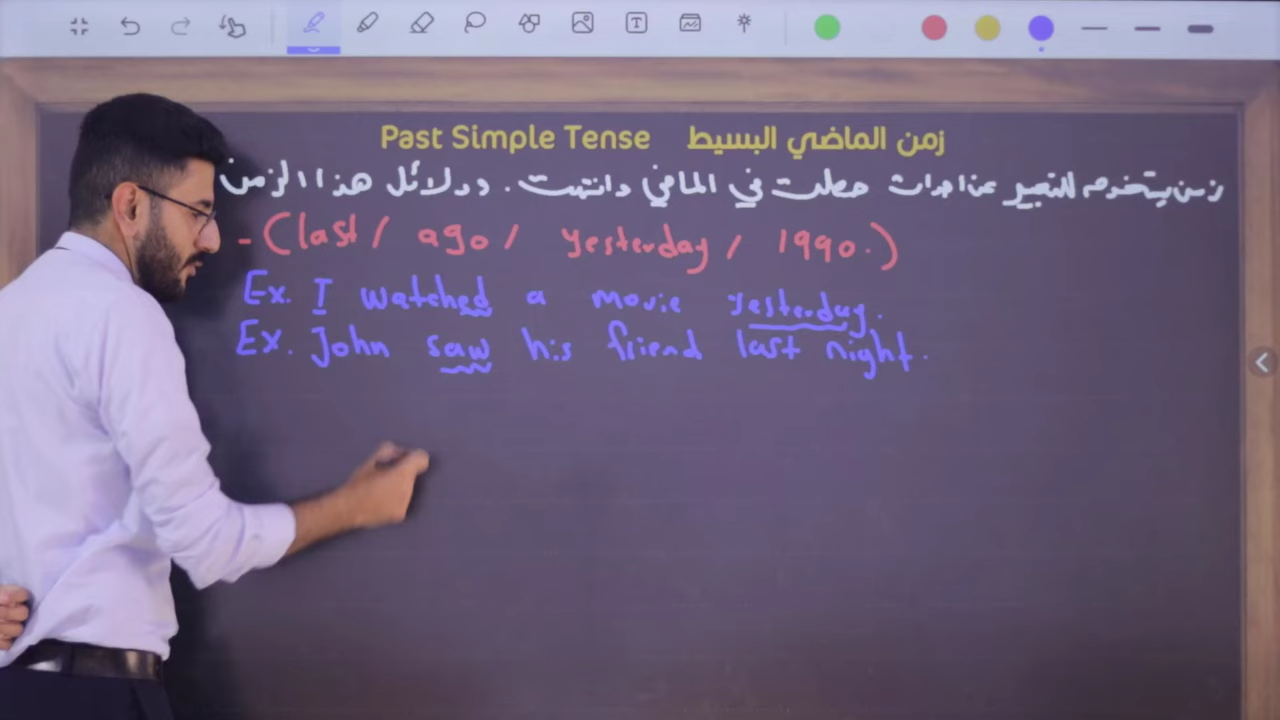 Past Simple Tense زمن الماضي البسيط
زمن يستخدم للتعبير عن احداث حصلت في الماضي وانتهت. ودلائل هذا الزمن
- (last / ago / yesterday / 1990.)
Ex. I watched a movie yesterday.
Ex. John saw his friend last night.